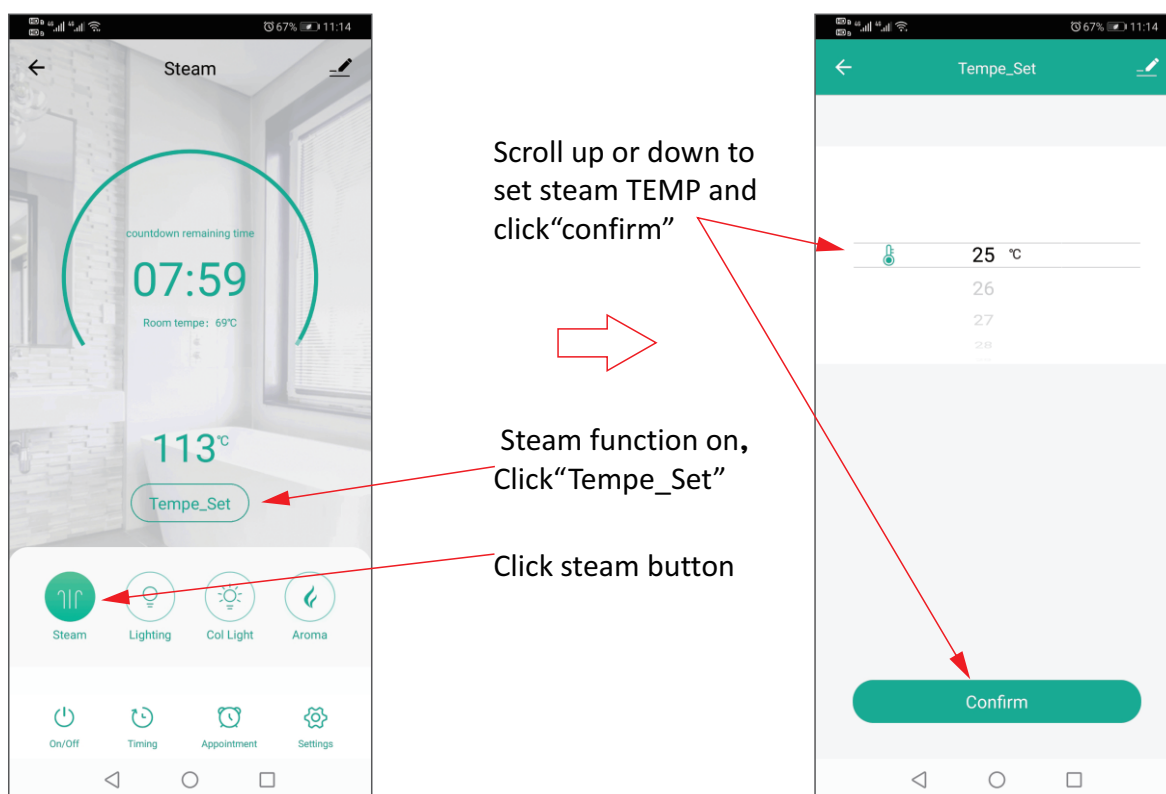 67% 11:14
Steam
countdown remaining time
07:59
Room tempe: 69℃
113℃
Tempe_Set
Steam Lighting Col Light Aroma
On/Off Timing Appointment Settings
Scroll up or down to
set steam TEMP and
click“confirm”
Steam function on,
Click“Tempe_Set”
Click steam button
67% 11:14
Tempe_Set
25 ℃
26
27
28
Confirm